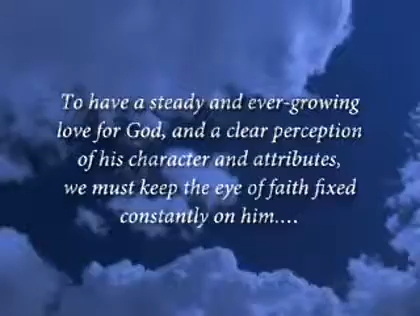 To have a steady and ever-growing
love for God, and a clear perception
of his character and attributes,
we must keep the eye of faith fixed
constantly on him....